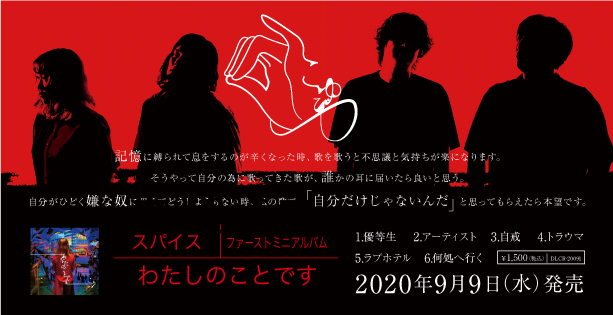 記憶に縛られて息をするのが辛くなった時、歌を歌うと不思議と気持ちが楽になります。
そうやって自分の為に歌ってきた歌が、誰かの耳に届いたら良いと思う。
自分がひどく嫌な奴に どうしようもない時、この 「自分だけじゃないんだ」と思ってもらえたら本望です。
スパイス
ファーストミニアルバム
わたしのことです
1.優等生 2.アーティスト 3.自戒 4.トラウマ
5.ラブホテル 6.何処へ行く ¥1,500(税込) DLCR-20091
2020年9月9日(水)発売